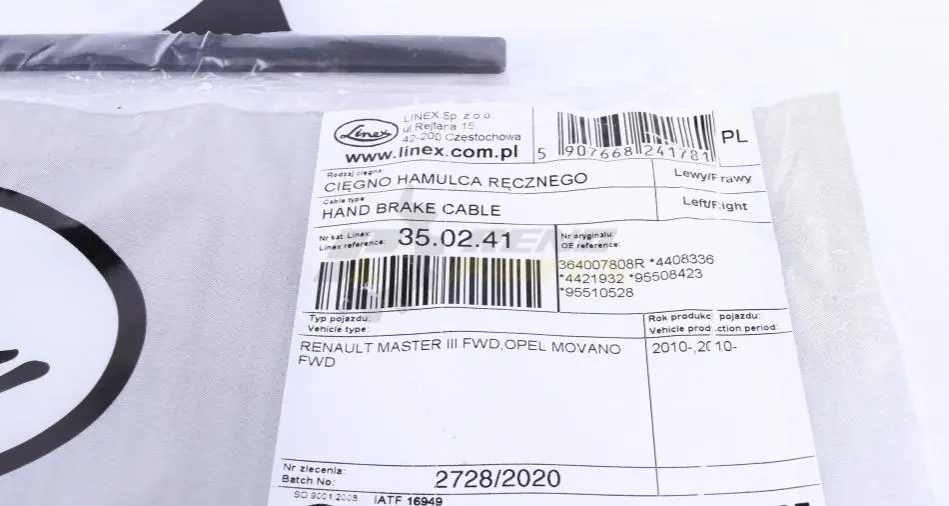 Linex
LINEX Sp. z o.o.
ul.Rejtana 15
42-200 Częstochowa
www.linex.com.pl
5 907668 241781
PL
Rodzaj cięgna:
CIĘGNO HAMULCA RĘCZNEGO
Lewy/Prawy
Cable type:
HAND BRAKE CABLE
Left/Right
Nr kat. Linex:
Linex reference:
35.02.41
Nr oryginału:
OE reference:
364007808R *4408336
*4421932 *95508423
*95510528
Typ pojazdu:
Vehicle type:
Rok produkcji pojazdu:
Vehicle production period:
RENAULT MASTER III FWD,OPEL MOVANO
FWD
2010-,2010-
Nr zlecenia:
Batch No:
2728/2020
ISO 9001:2008
IATF 16949